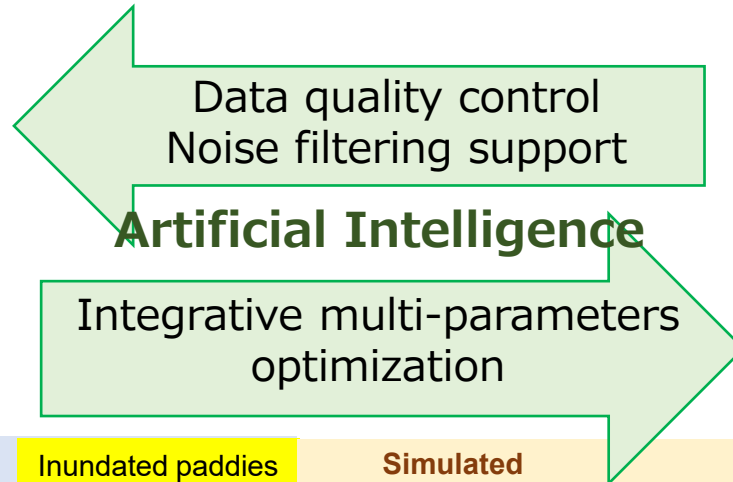 Data quality control
Noise filtering support
Artificial Intelligence
Integrative multi-parameters
optimization
Inundated paddies
Simulated